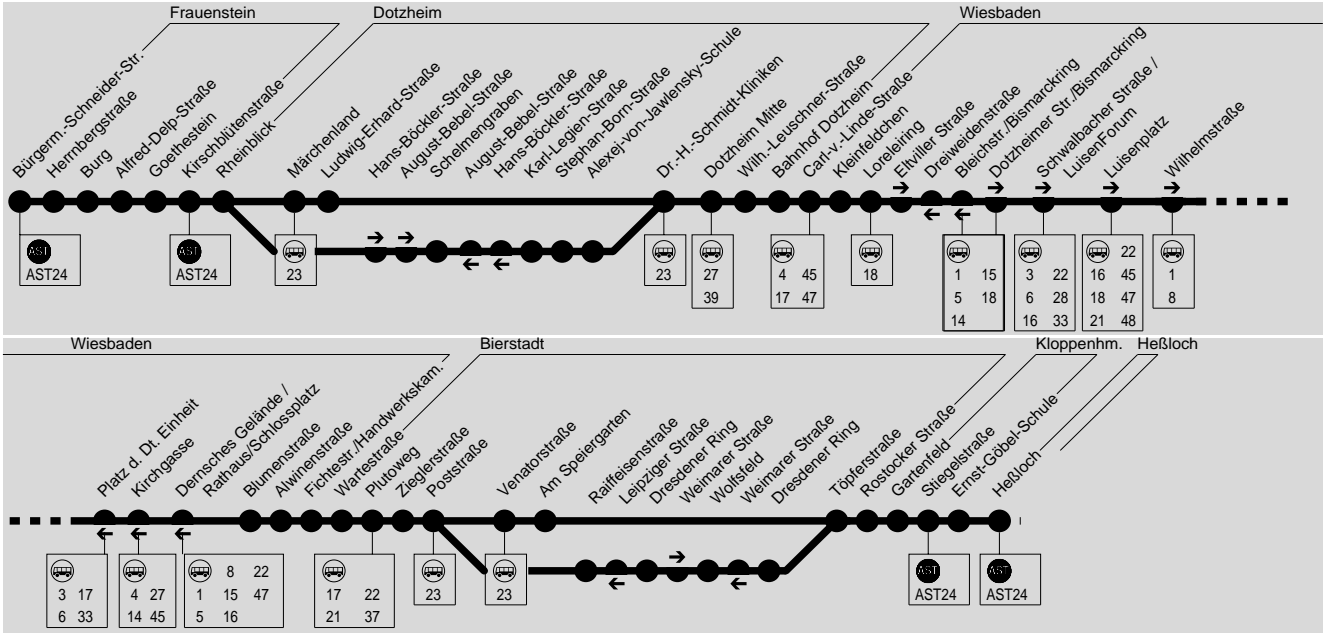 Frauenstein
Dotzheim
Wiesbaden
Bürgerm.-Schneider-Str.
Herrnbergstraße
Burg
Alfred-Delp-Straße
Goethestein
Kirschblütenstraße
Rheinblick
Märchenland
Ludwig-Erhard-Straße
Hans-Böckler-Straße
August-Bebel-Straße
Schelmengraben
August-Bebel-Straße
Hans-Böckler-Straße
Karl-Legien-Straße
Stephan-Born-Straße
Alexej-von-Jawlensky-Schule
Dr.-H.-Schmidt-Kliniken
Dotzheim Mitte
Wilh.-Leuschner-Straße
Bahnhof Dotzheim
Carl-v.-Linde-Straße
Kleinfeldchen
Loreleiring
Eltviller Straße
Dreiweidenstraße
Bleichstr./Bismarckring
Dotzheimer Str./Bismarckring
Schwalbacher Straße /
LuisenForum
Luisenplatz
Wilhelmstraße
AST
AST24
AST
AST24
23
23
27
39
4 45
17 47
18
1 15
5 18
14
3 22
6 28
16 33
22
16 45
18 47
21 48
1
8
Wiesbaden
Bierstadt
Kloppenhm.
Heßloch
Platz d. Dt. Einheit
Kirchgasse
Dernsches Gelände /
Rathaus/Schlossplatz
Blumenstraße
Alwinenstraße
Fichtestr./Handwerkskam.
Wartestraße
Plutoweg
Zieglerstraße
Poststraße
Venatorstraße
Am Speiergarten
Raiffeisenstraße
Leipziger Straße
Dresdener Ring
Weimarer Straße
Wolfsfeld
Weimarer Straße
Dresdener Ring
Töpferstraße
Rostocker Straße
Gartenfeld
Stiegelstraße
Ernst-Göbel-Schule
Heßloch
3 17
6 33
4 27
14 45
8 22
1 15 47
5 16
17 22
21 37
23
23
AST
AST24
AST
AST24